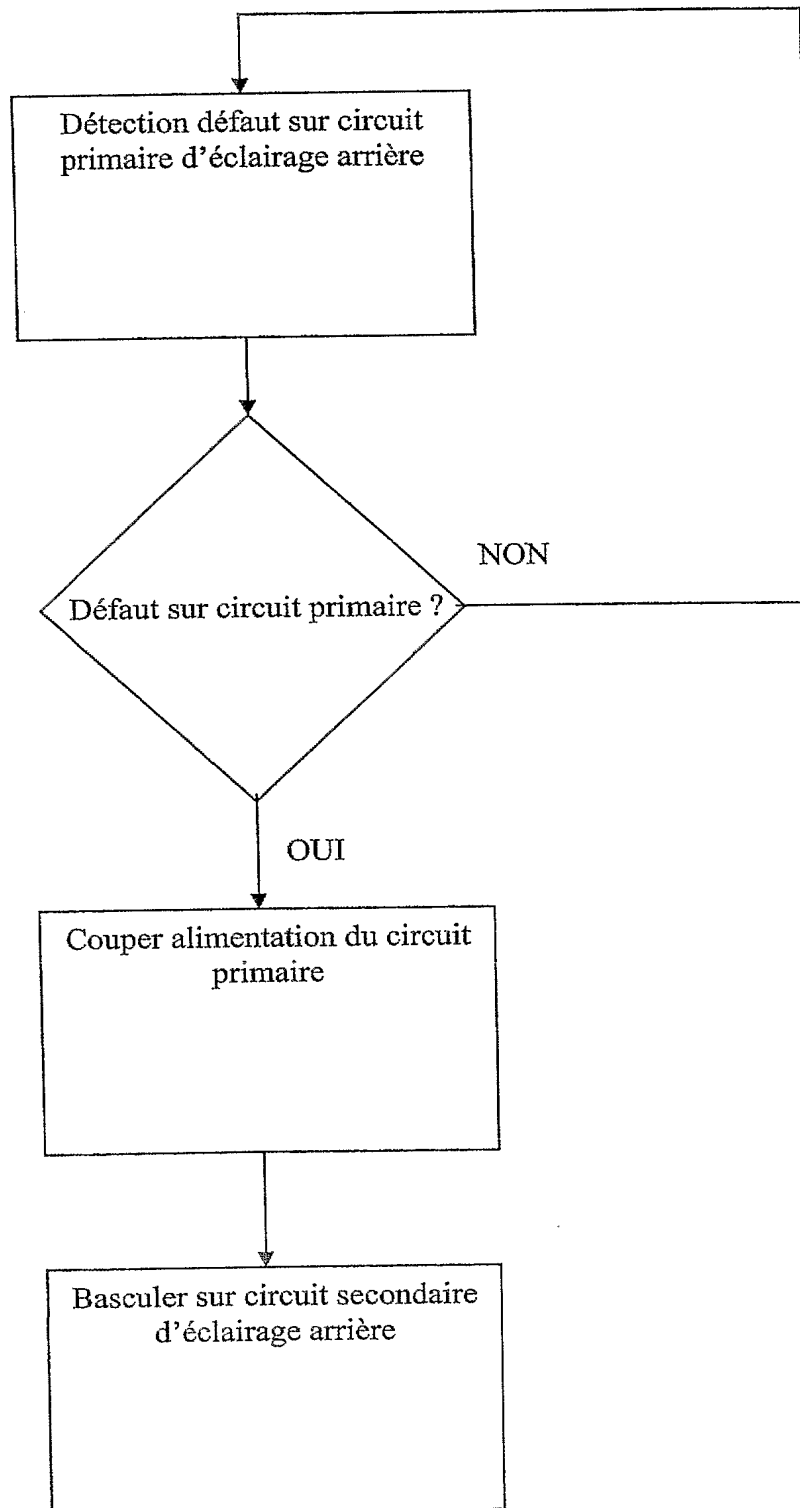 Détection défaut sur circuit
primaire d'éclairage arrière
NON
Défaut sur circuit primaire ?
OUI
Couper alimentation du circuit
primaire
Basculer sur circuit secondaire
d'éclairage arrière